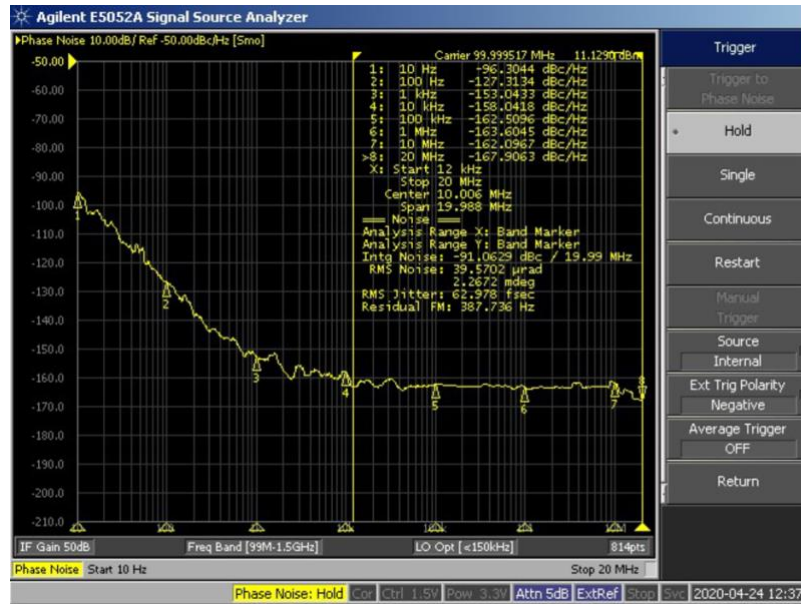 Agilent E5052A Signal Source Analyzer
▶Phase Noise 10.00dB/ Ref -50.00dBc/Hz [Smo]
Carrier 99.999517 MHz 11.1290 dBm
1: 10 Hz -96.3044 dBc/Hz
2: 100 Hz -127.3134 dBc/Hz
3: 1 kHz -153.0433 dBc/Hz
4: 10 kHz -158.0418 dBc/Hz
5: 100 kHz -162.5096 dBc/Hz
6: 1 MHz -163.6045 dBc/Hz
7: 10 MHz -162.0967 dBc/Hz
>8: 20 MHz -167.9063 dBc/Hz
X: Start 12 kHz
Stop 20 MHz
Center 10.006 MHz
Span 19.988 MHz
=== Noise ===
Analysis Range X: Band Marker
Analysis Range Y: Band Marker
Intg Noise: -91.0629 dBc / 19.99 MHz
RMS Noise: 39.5702 µrad
2.2672 mdeg
RMS Jitter: 62.978 fsec
Residual FM: 387.736 Hz
-50.00
-60.00
-70.00
-80.00
-90.00
-100.0
-110.0
-120.0
-130.0
-140.0
-150.0
-160.0
-170.0
-180.0
-190.0
-200.0
-210.0
1
2
3
4
5
6
7
8
IF Gain 50dB
Freq Band [99M-1.5GHz]
LO Opt [<150kHz]
814pts
Phase Noise Start 10 Hz
Stop 20 MHz
Trigger
Trigger to
Phase Noise
Hold
Single
Continuous
Restart
Manual
Trigger
Source
Internal
Ext Trig Polarity
Negative
Average Trigger
OFF
Return
Phase Noise: Hold Cor Ctrl 1.5V Pow 3.3V Attn 5dB ExtRef Stop Svc 2020-04-24 12:37